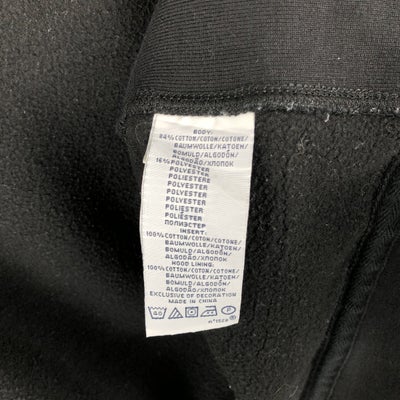 BODY:
84% COTTON/COTON/COTONE/
BAUMWOLLE/KATOEN/
BOMULD/ALGODÓN/
ALGODÃO/ХЛОПОК
16% POLYESTER
POLYESTER
POLIESTERE
POLYESTER
POLYESTER
POLYESTER
POLIÉSTER
POLIÉSTER
ПОЛИЭСТЕР
INSERT:
100% COTTON/COTON/COTONE/
BAUMWOLLE/KATOEN/
BOMULD/ALGODÓN/
ALGODÃO/ХЛОПОК
HOOD LINING:
100% COTTON/COTON/COTONE/
BAUMWOLLE/KATOEN/
BOMULD/ALGODÓN/
ALGODÃO/ХЛОПОК
EXCLUSIVE OF DECORATION
MADE IN CHINA
40 P